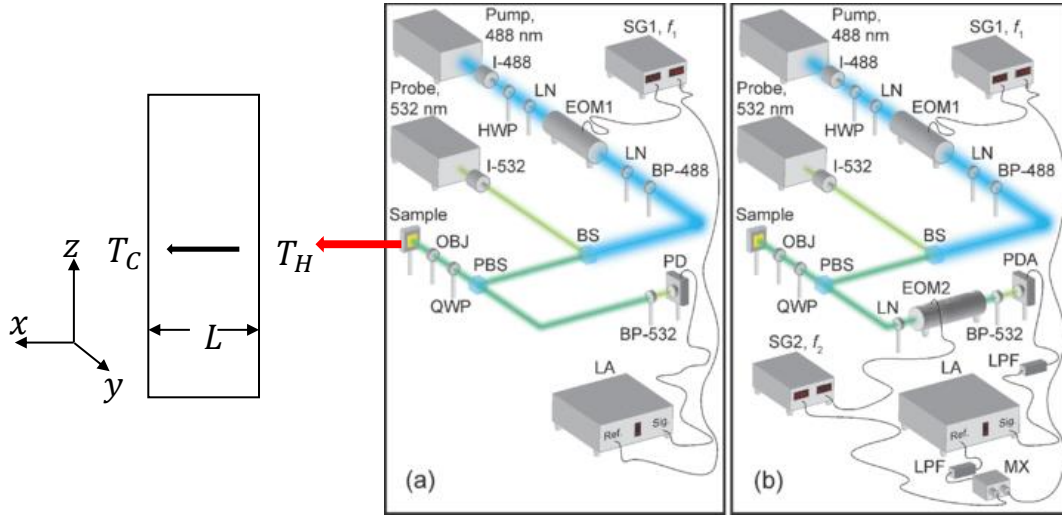 T_C
T_H
z
x
y
L
Pump,
488 nm
I-488
LN
EOM1
HWP
SG1, f₁
Probe,
532 nm
I-532
LN
BP-488
Sample
OBJ
QWP
PBS
BS
PD
BP-532
LA
Ref.
Sig.
(a)
Pump,
488 nm
I-488
LN
EOM1
HWP
SG1, f₁
Probe,
532 nm
I-532
LN
BP-488
Sample
OBJ
QWP
PBS
BS
EOM2
LN
PDA
BP-532
SG2, f₂
LA
LPF
Ref.
Sig.
LPF
MX
(b)